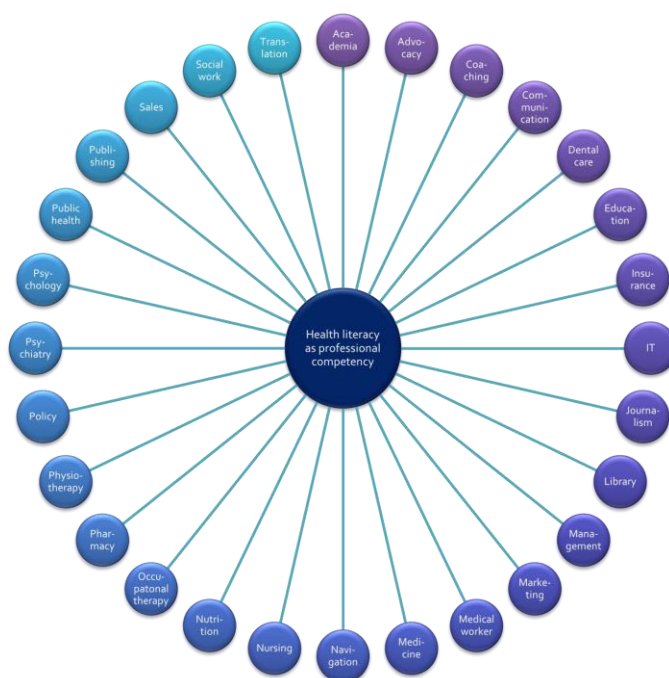 Aca-
demia
Advo-
cacy
Coa-
ching
Com-
muni-
cation
Dental
care
Educa-
tion
Insu-
rance
IT
Journa-
lism
Library
Mana-
gement
Marke-
ting
Medical
worker
Medi-
cine
Navi-
gation
Nursing
Nutri-
tion
Occu-
patonal
therapy
Phar-
macy
Physio-
therapy
Policy
Psy-
chiatry
Psy-
chology
Public
health
Publi-
shing
Sales
Social
work
Trans-
lation
Health literacy
as professional
competency